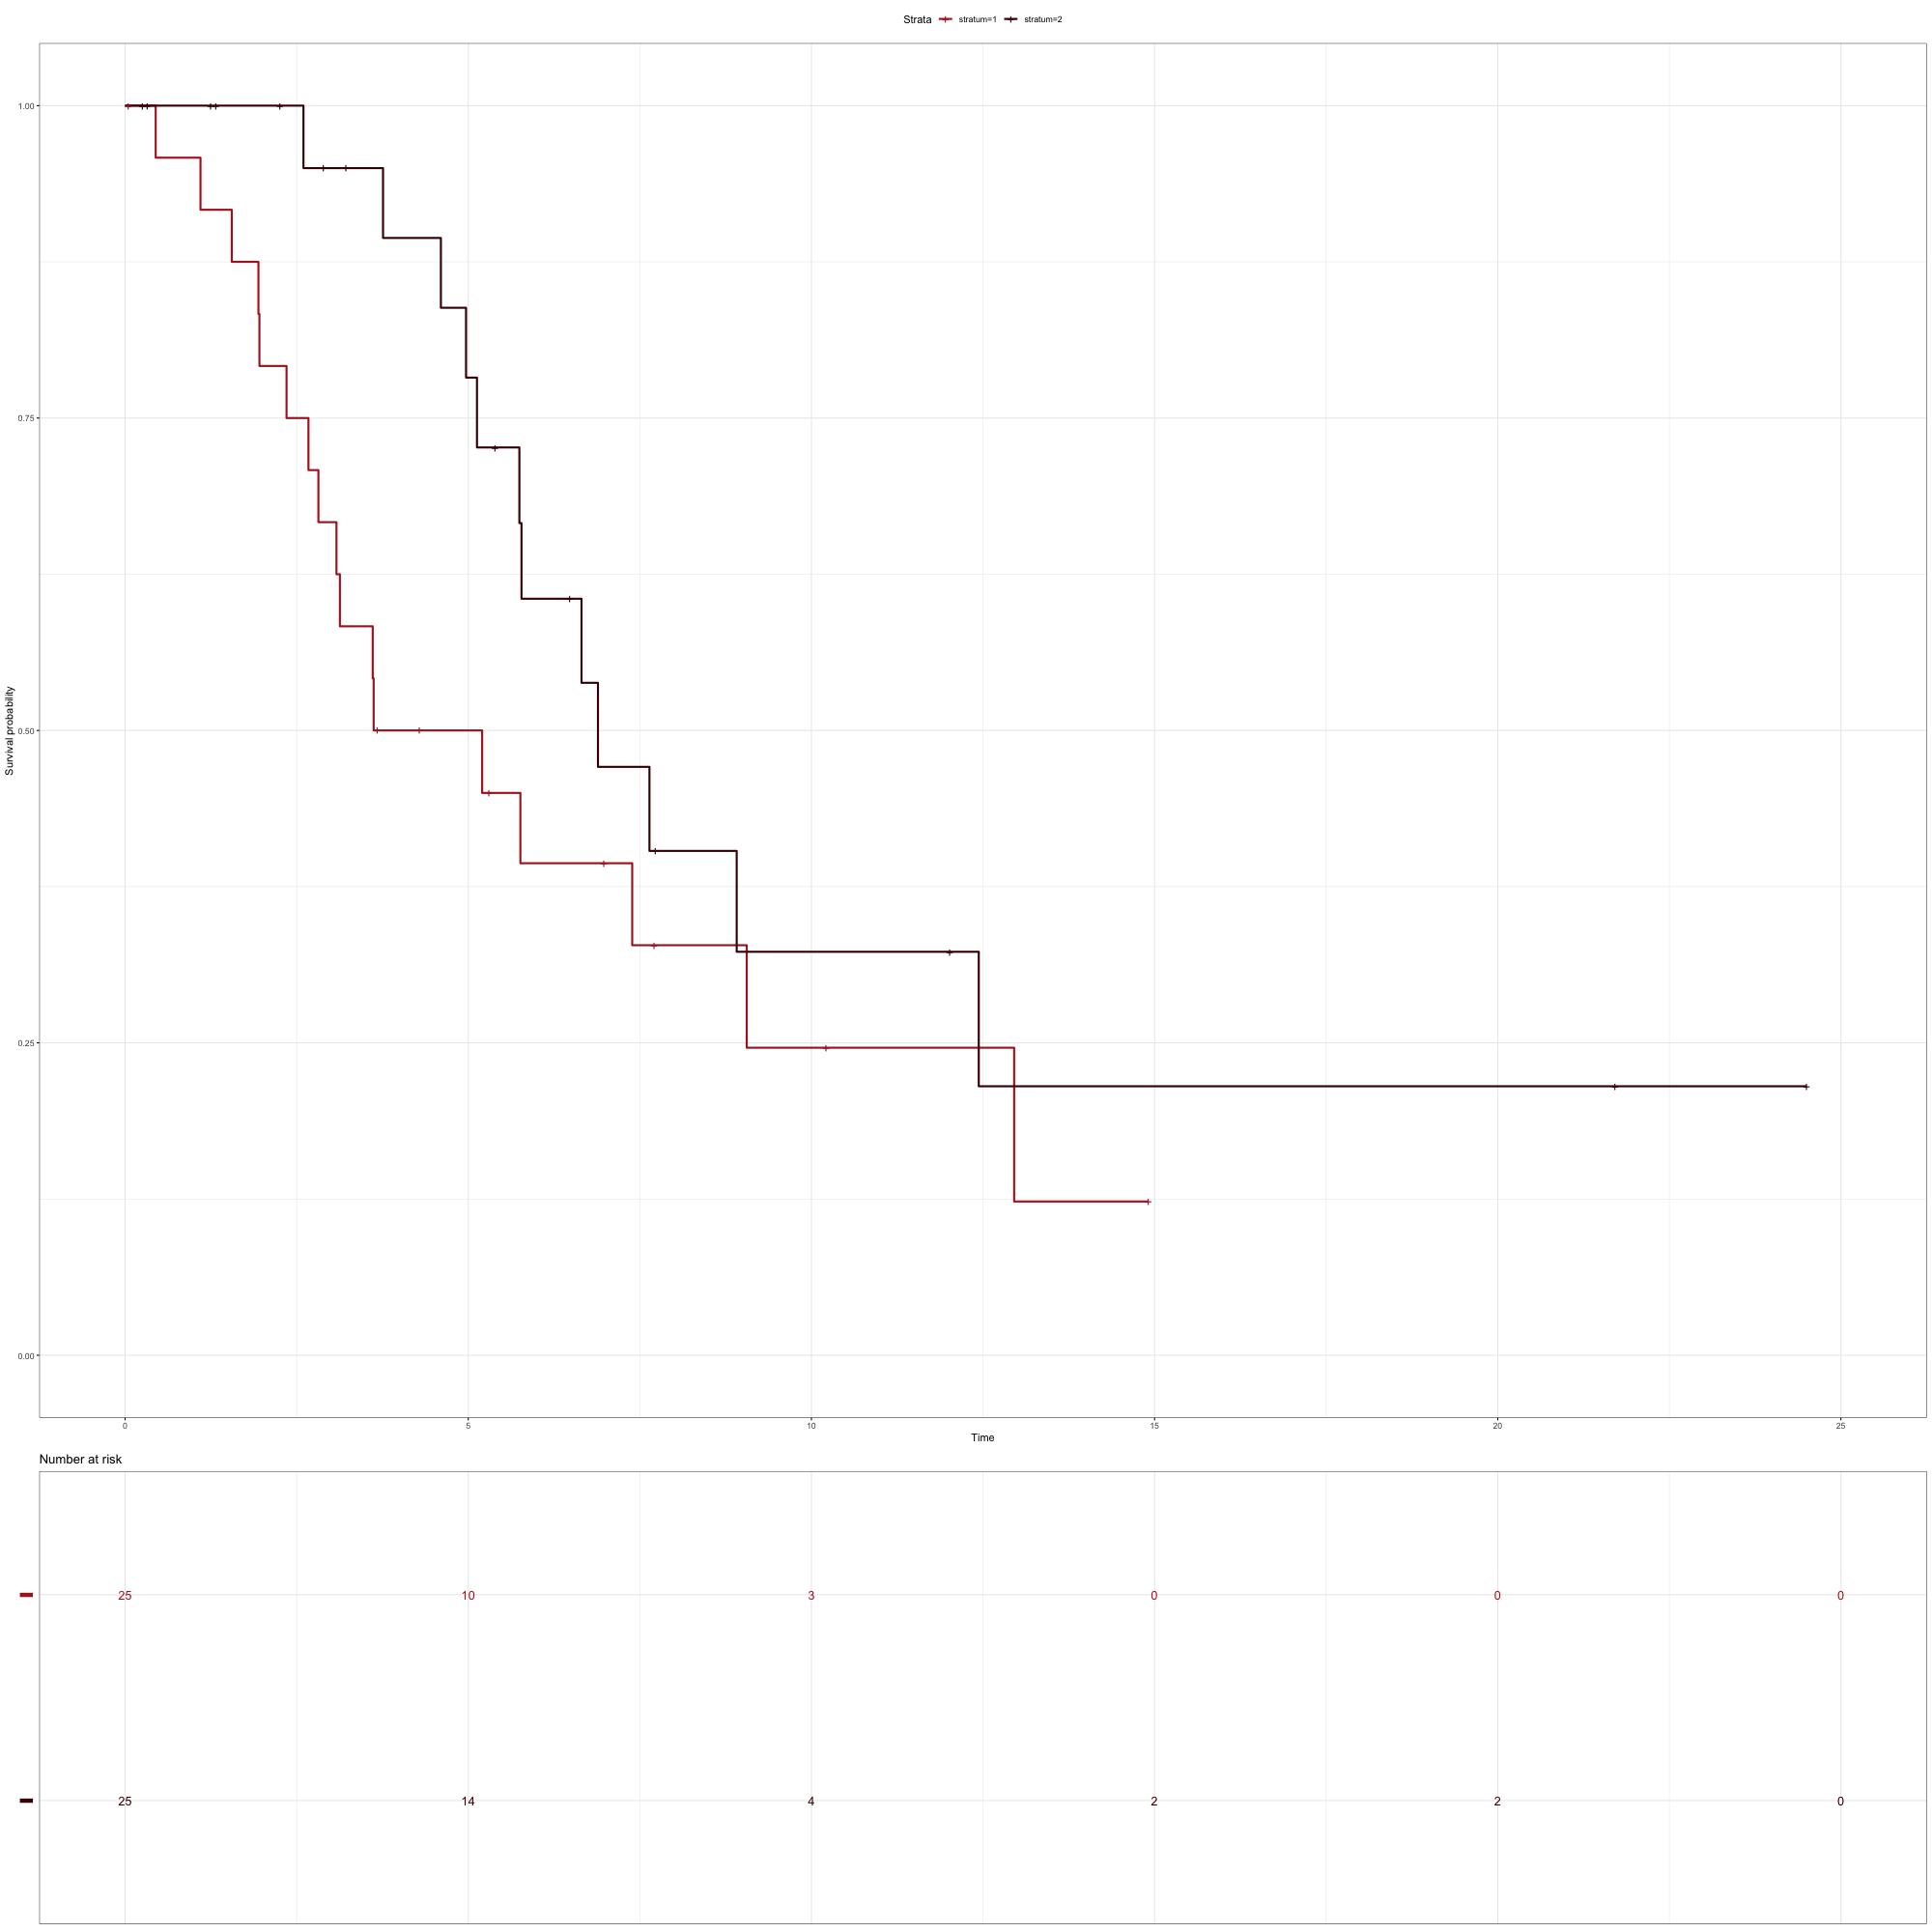 Strata stratum=1 stratum=2
1.00
0.75
0.50
0.25
0.00
Survival probability
0 5 10 15 20 25
Time
Number at risk
25 10 3 0 0 0
25 14 4 2 2 0